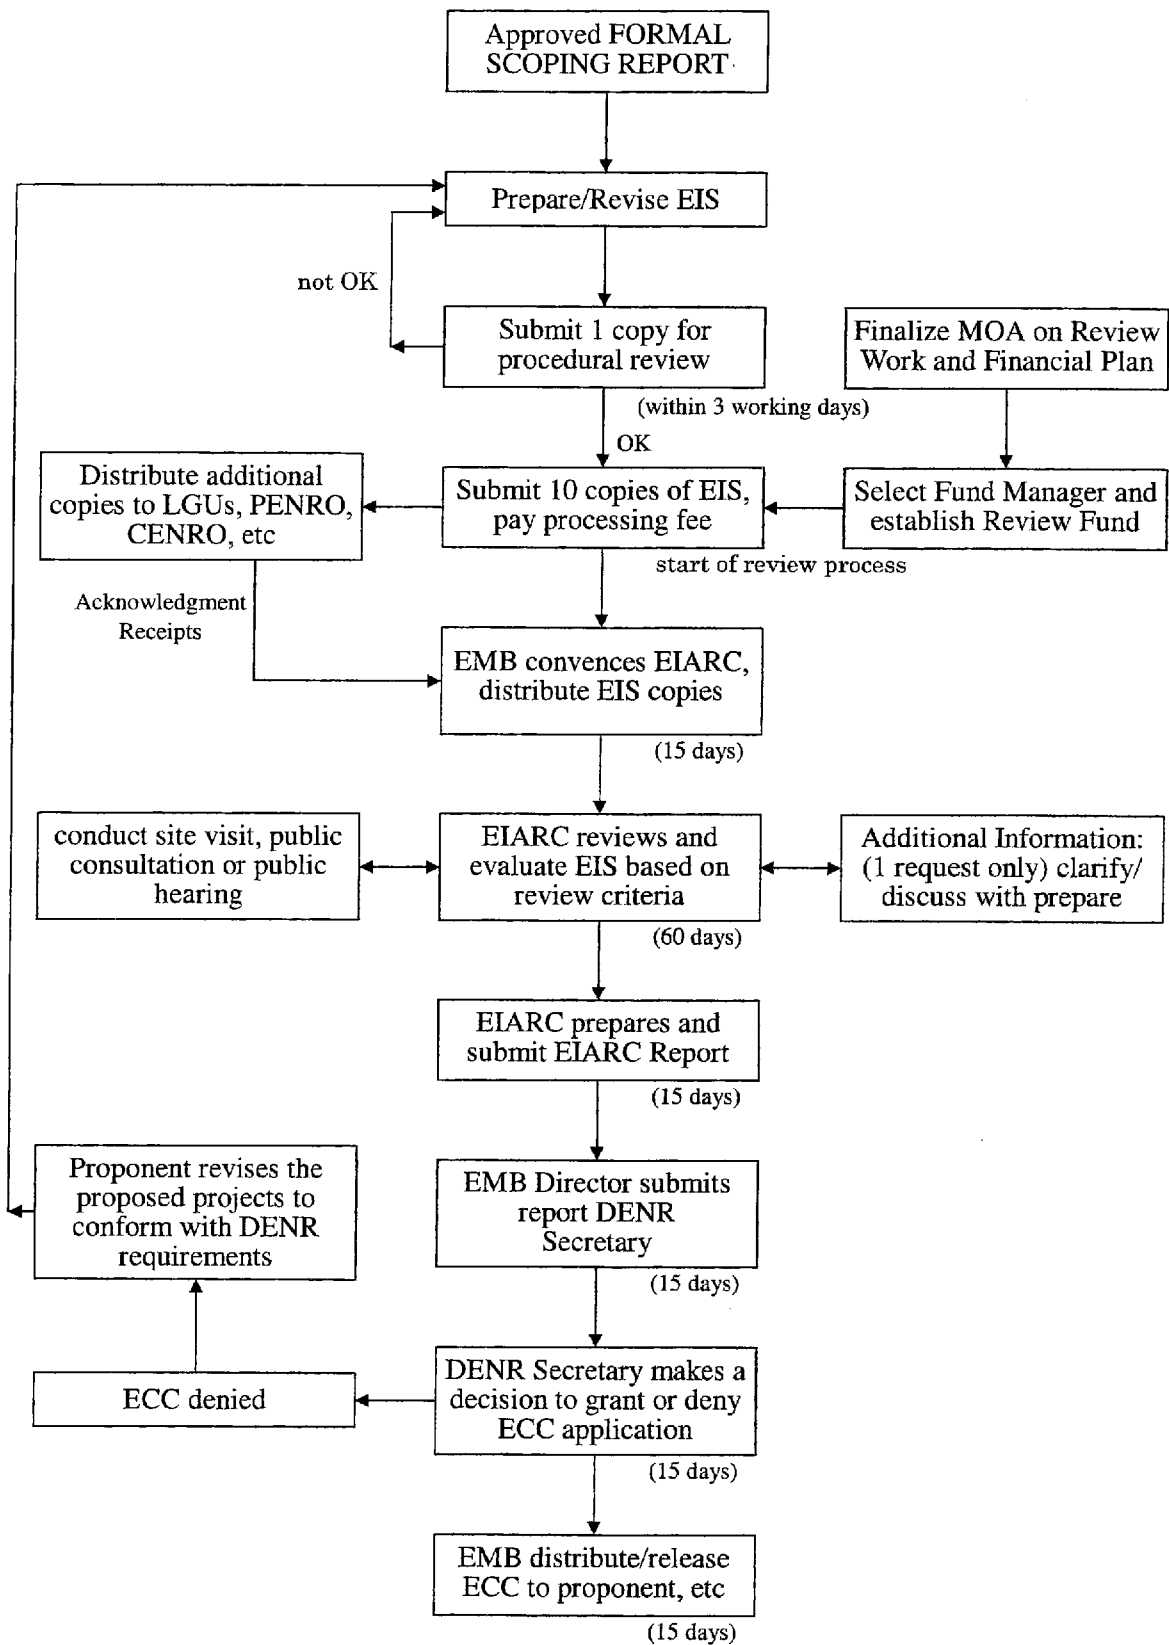 Approved FORMAL
SCOPING REPORT
Prepare/Revise EIS
not OK
Submit 1 copy for
procedural review
Finalize MOA on Review
Work and Financial Plan
(within 3 working days)
OK
Distribute additional
copies to LGUs, PENRO,
CENRO, etc
Submit 10 copies of EIS,
pay processing fee
Select Fund Manager and
establish Review Fund
start of review process
Acknowledgment
Receipts
EMB convences EIARC,
distribute EIS copies
(15 days)
conduct site visit, public
consultation or public
hearing
EIARC reviews and
evaluate EIS based on
review criteria
Additional Information:
(1 request only) clarify/
discuss with prepare
(60 days)
EIARC prepares and
submit EIARC Report
(15 days)
Proponent revises the
proposed projects to
conform with DENR
requirements
EMB Director submits
report DENR
Secretary
(15 days)
ECC denied
DENR Secretary makes a
decision to grant or deny
ECC application
(15 days)
EMB distribute/release
ECC to proponent, etc
(15 days)